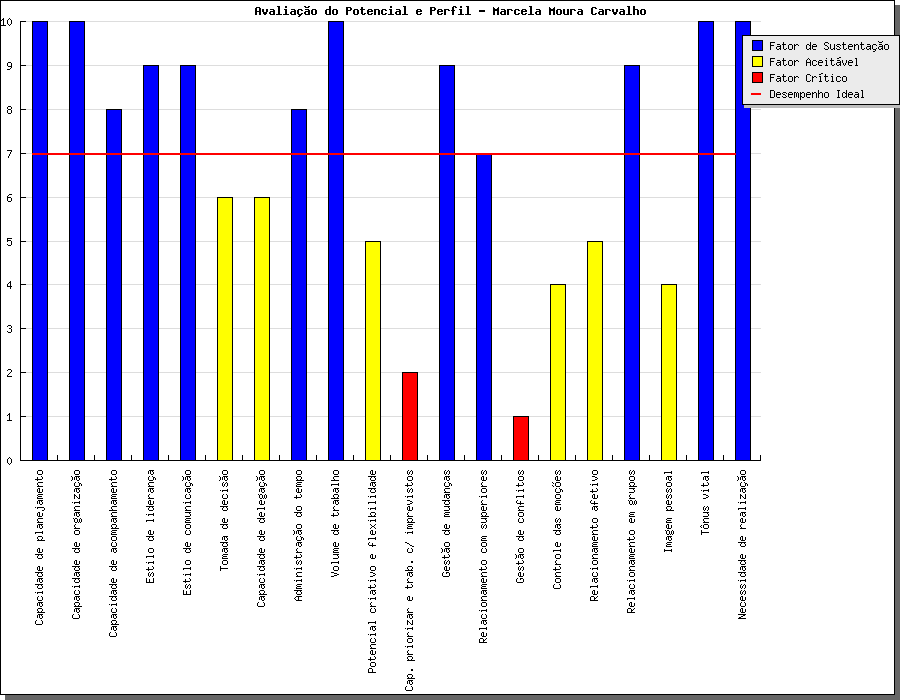 Avaliação do Potencial e Perfil - Marcela Moura Carvalho
10
9
8
7
6
5
4
3
2
1
0
Fator de Sustentação
Fator Aceitável
Fator Crítico
Desempenho Ideal
Capacidade de planejamento
Capacidade de organização
Capacidade de acompanhamento
Estilo de liderança
Estilo de comunicação
Tomada de decisão
Capacidade de delegação
Administração do tempo
Volume de trabalho
Potencial criativo e flexibilidade
Cap. priorizar e trab. c/ imprevistos
Gestão de mudanças
Relacionamento com superiores
Gestão de conflitos
Controle das emoções
Relacionamento afetivo
Relacionamento em grupos
Imagem pessoal
Tônus vital
Necessidade de realização